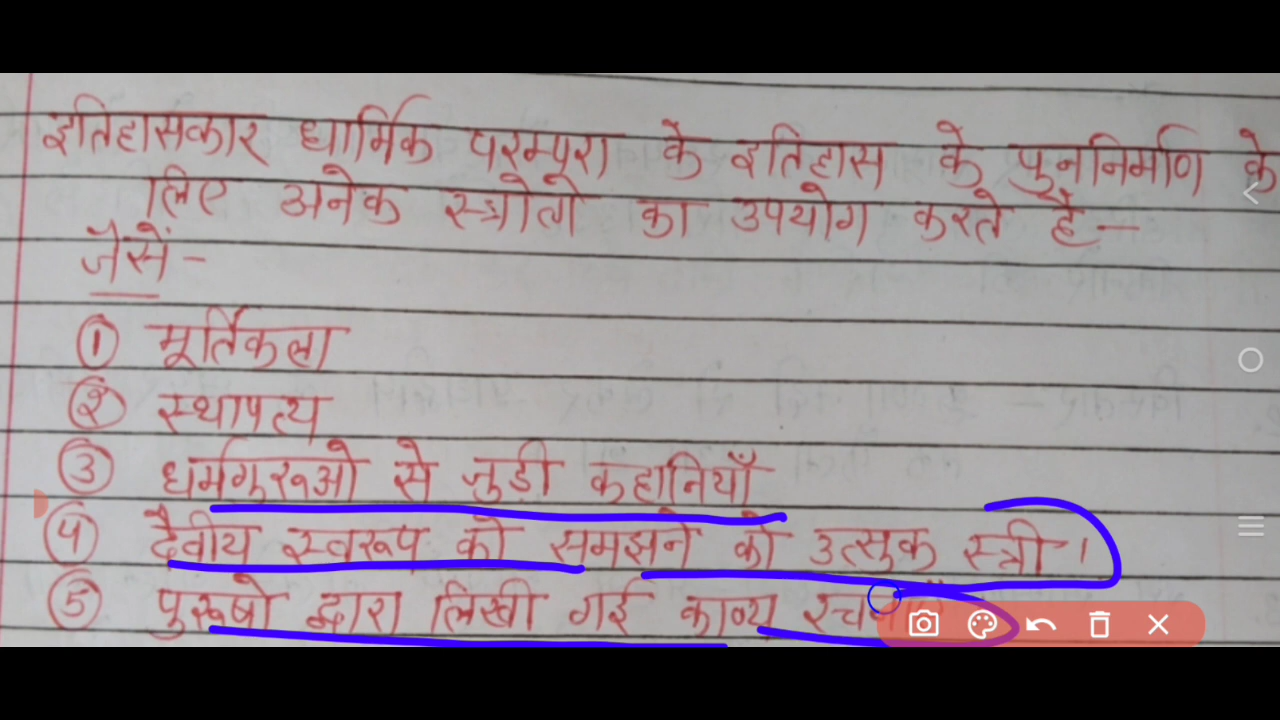 इतिहासकार धार्मिक परम्परा के इतिहास के पुननिर्माण के
लिए अनेक स्त्रोतो का उपयोग करते है—
जैसें -
① मूर्तिकला
② स्थापत्य
③ धर्मगुरुओ से जुड़ी कहानियाँ
④ दैवीय स्वरूप को समझने को उत्सुक स्त्री।
⑤ पुरूषो द्वारा लिखी गई काव्य